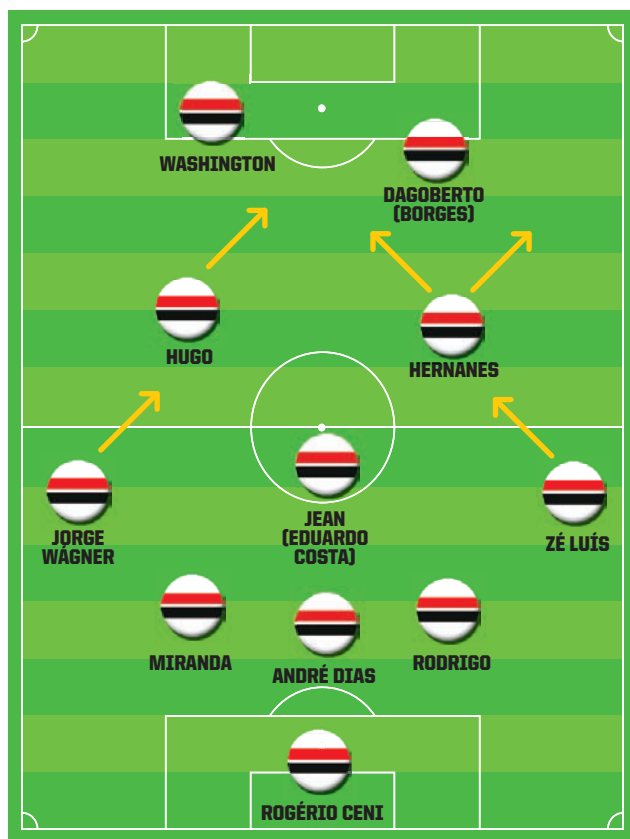 WASHINGTON
DAGOBERTO
(BORGES)
HUGO
HERNANES
JORGE
WÁGNER
JEAN
(EDUARDO
COSTA)
ZÉ LUÍS
MIRANDA
ANDRÉ DIAS
RODRIGO
ROGÉRIO CENI